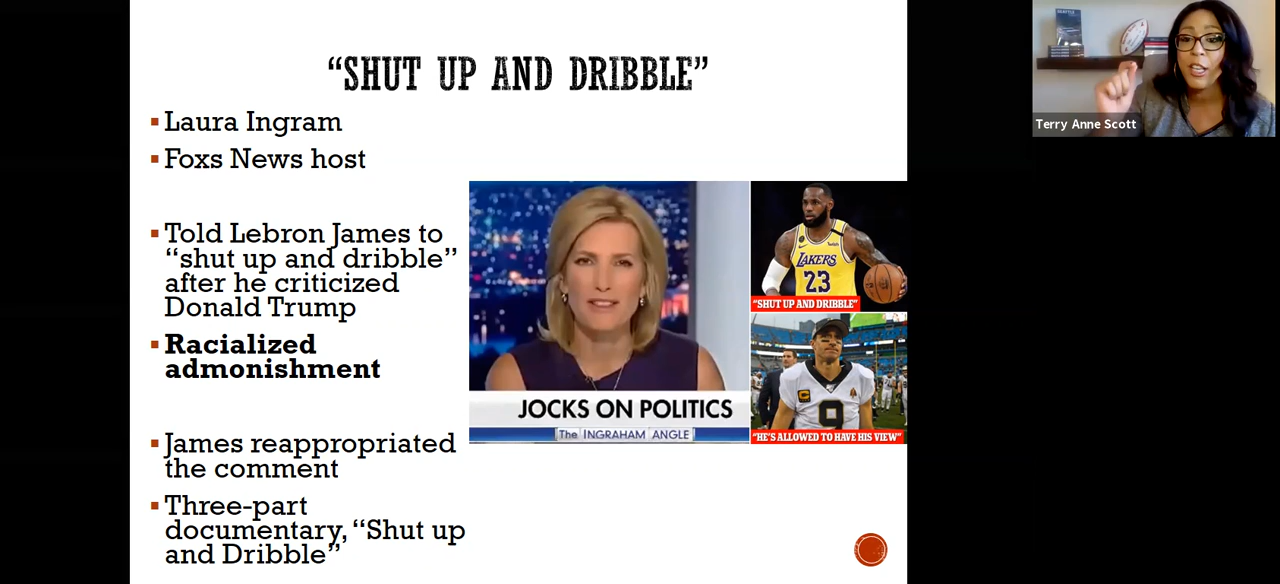 “SHUT UP AND DRIBBLE”
▪ Laura Ingram
▪ Foxs News host
▪ Told Lebron James to
“shut up and dribble”
after he criticized
Donald Trump
▪ Racialized
admonishment
▪ James reappropriated
the comment
▪ Three-part
documentary, “Shut up
and Dribble”
JOCKS ON POLITICS
The INGRAHAM ANGLE
LAKERS
23
"SHUT UP AND DRIBBLE"
C
9
"HE'S ALLOWED TO HAVE HIS VIEW"
SEATTLE
Terry Anne Scott